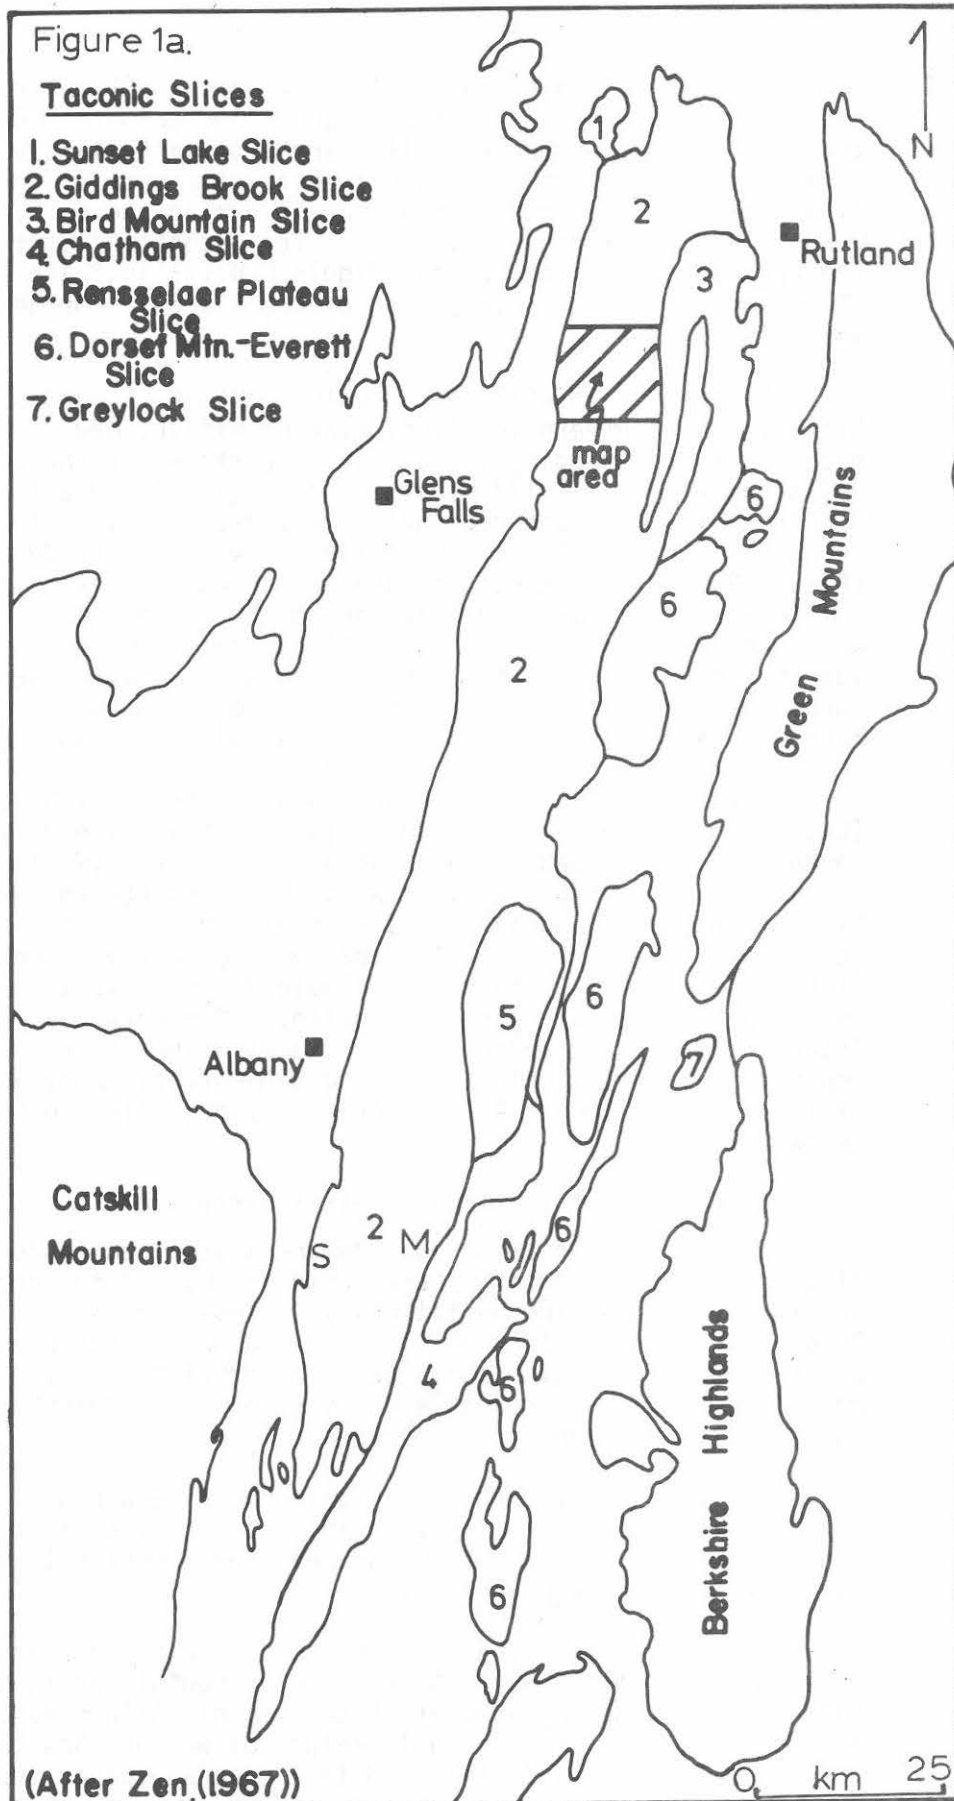 Figure 1a.
Taconic Slices
1. Sunset Lake Slice
2. Giddings Brook Slice
3. Bird Mountain Slice
4. Chatham Slice
5. Rensselaer Plateau
Slice
6. Dorset Mtn.-Everett
Slice
7. Greylock Slice
N
1
2
Rutland
3
map
area
Glens
Falls
6
Green Mountains
6
2
5
6
Albany
7
Catskill
Mountains
2
M
S
6
4
6
Berkshire Highlands
6
(After Zen (1967))
0 km 25